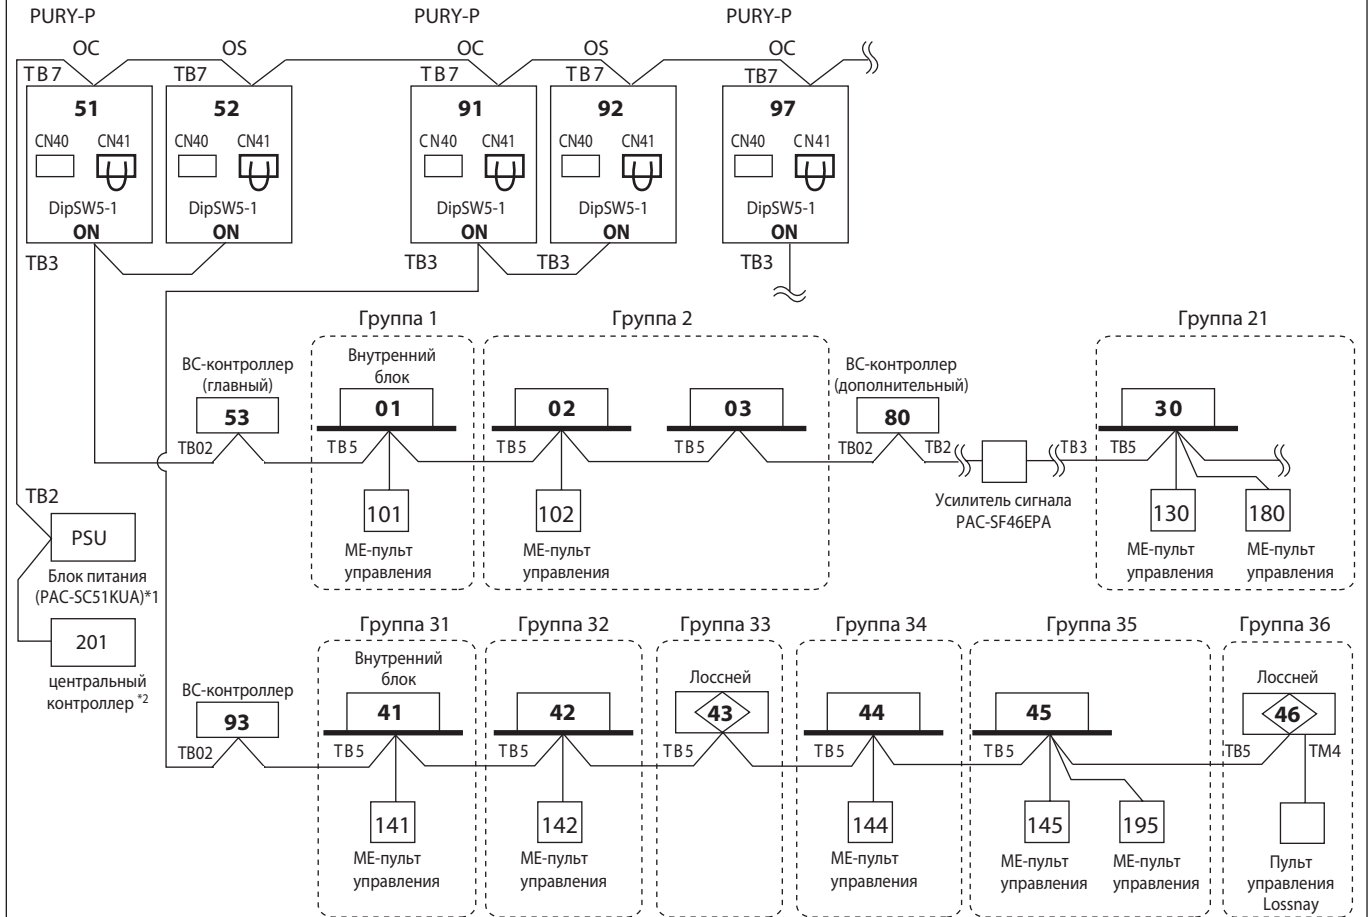 PURY-P PURY-P PURY-P
OC OS OC OS OC
TB7 TB7 TB7 TB7 TB7
51 52 91 92 97
CN40 CN41 CN40 CN41 CN40 CN41 CN40 CN41 CN40 CN41
DipSW5-1 DipSW5-1 DipSW5-1 DipSW5-1 DipSW5-1
ON ON ON ON ON
TB3 TB3 TB3 TB3
Группа 1 Группа 2 Группа 21
ВС-контроллер
(главный)
53
TB02
Внутренний
блок
01
TB5
101
МЕ-пульт
управления
02
TB5
102
МЕ-пульт
управления
03
TB5
ВС-контроллер
(дополнительный)
80
TB02 TB2
Усилитель сигнала
PAC-SF46EPA
TB3
30
TB5
130 180
МЕ-пульт
управления
МЕ-пульт
управления
TB2
PSU
Блок питания
(PAC-SC51KUA)*1
201
центральный
контроллер *2
Группа 31 Группа 32 Группа 33 Группа 34 Группа 35 Группа 36
ВС-контроллер
93
TB02
Внутренний
блок
41
TB5
141
МЕ-пульт
управления
42
TB5
142
МЕ-пульт
управления
Лоссней
43
TB5
44
TB5
144
МЕ-пульт
управления
45
TB5
145 195
МЕ-пульт
управления
МЕ-пульт
управления
Лоссней
46
TB5 TM4
Пульт
управления
Lossnay